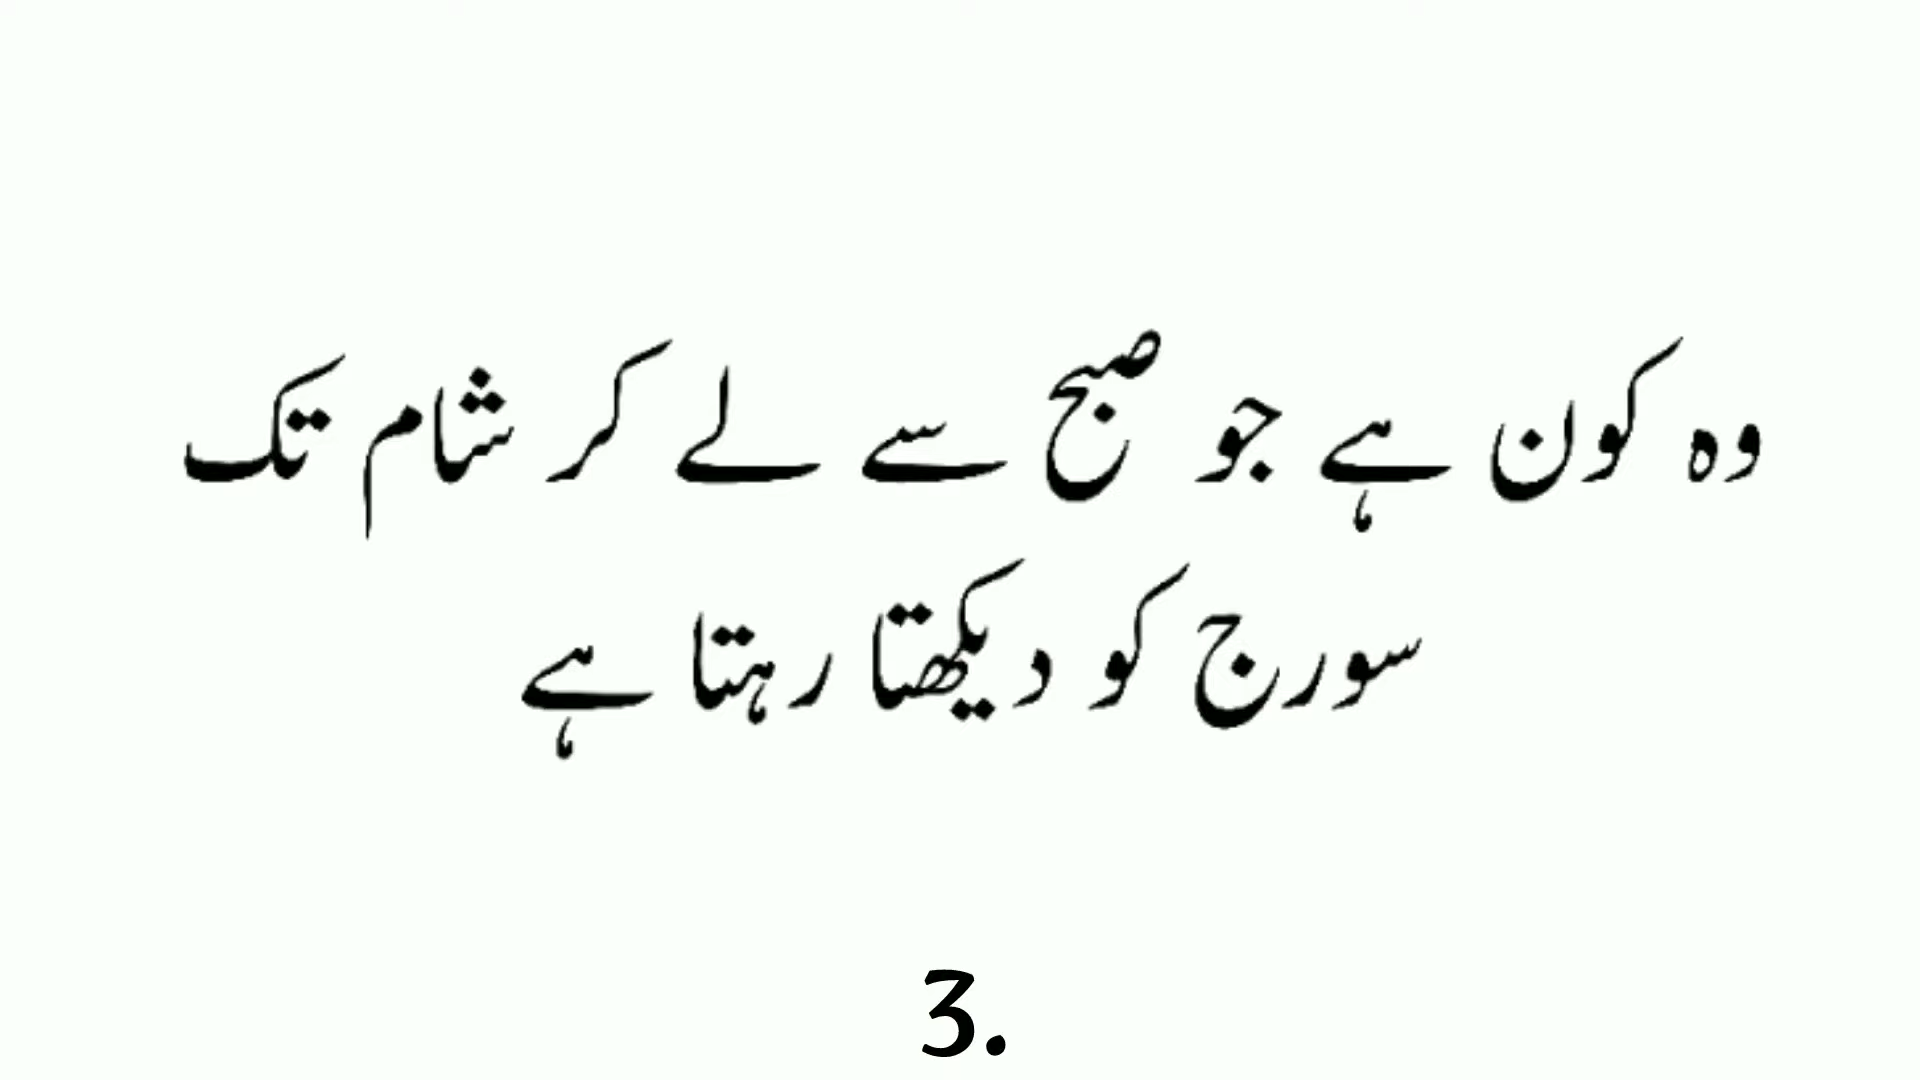 وہ کون ہے جو صبح سے لے کر شام تک
سورج کو دیکھتا رہتا ہے
3.